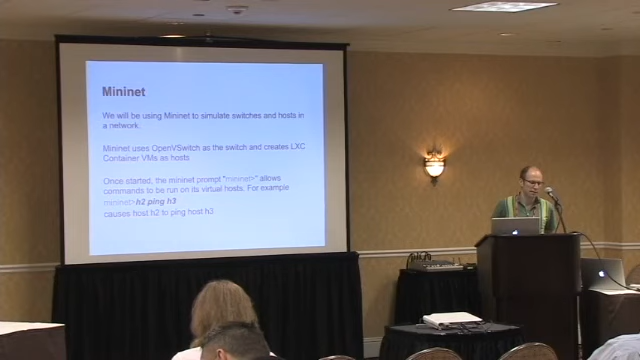 Mininet
We will be using Mininet to simulate switches and hosts in
a network.
Mininet uses OpenVSwitch as the switch and creates LXC
Container VMs as hosts
Once started, the mininet prompt "mininet>" allows
commands to be run on its virtual hosts. For example
mininet> h2 ping h3
causes host h2 to ping host h3